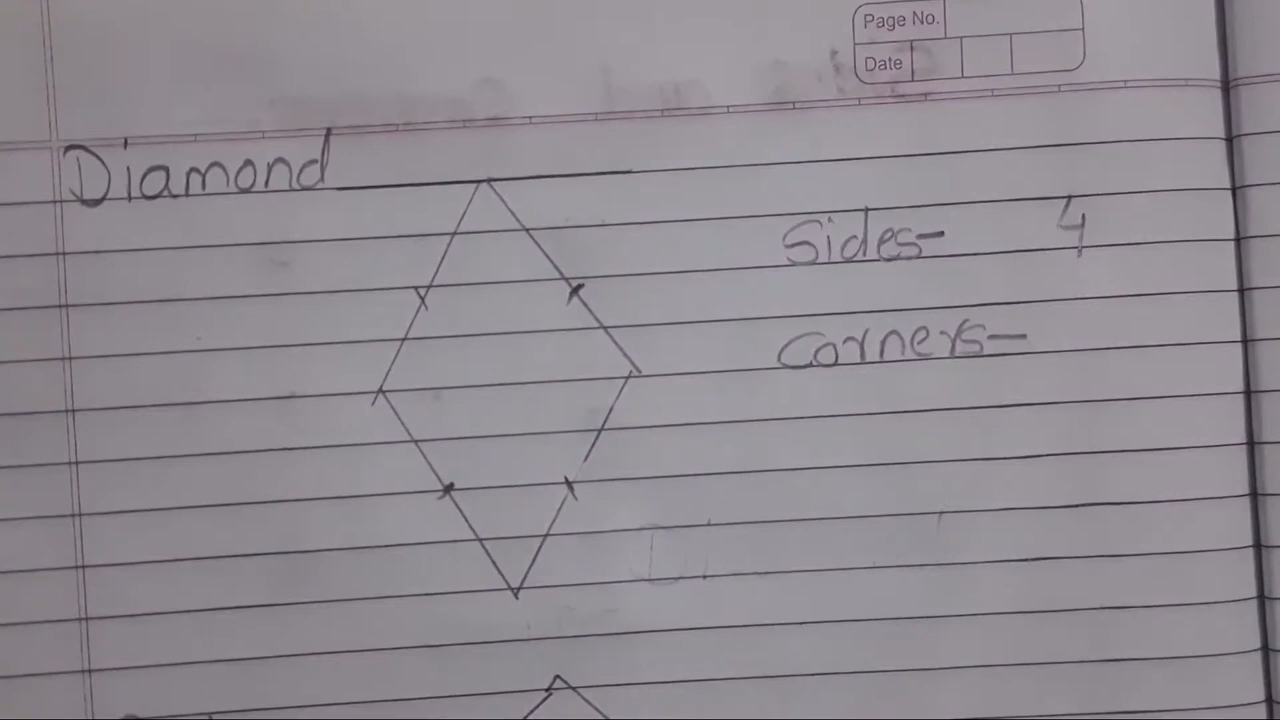 Page No.
Date
Diamond
Sides- 4
Corners-